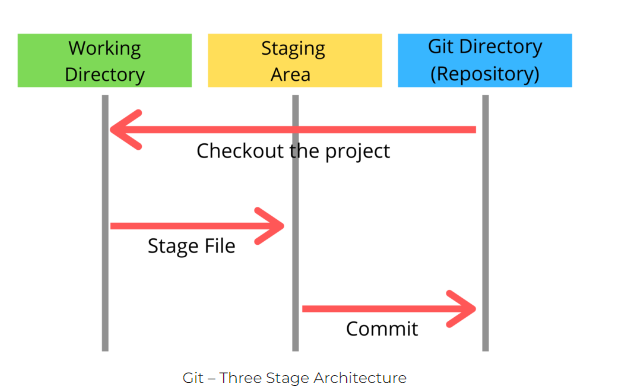 Working
Directory
Staging
Area
Git Directory
(Repository)
Checkout the project
Stage File
Commit
Git – Three Stage Architecture